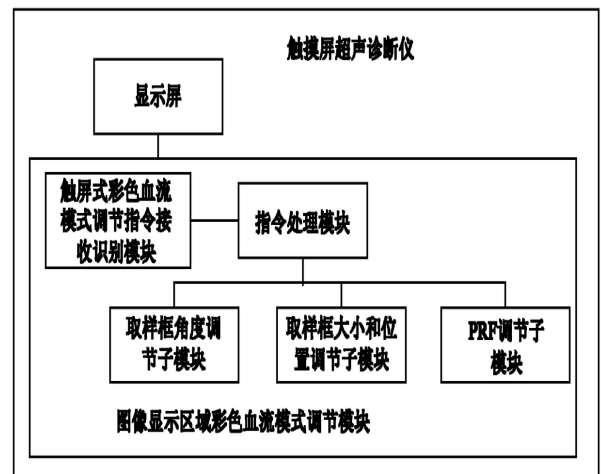 触摸屏超声诊断仪
显示屏
触屏式彩色血流
模式调节指令接
收识别模块
指令处理模块
取样框角度调
节子模块
取样框大小和位
置调节子模块
PRF调节子
模块
图像显示区域彩色血流模式调节模块